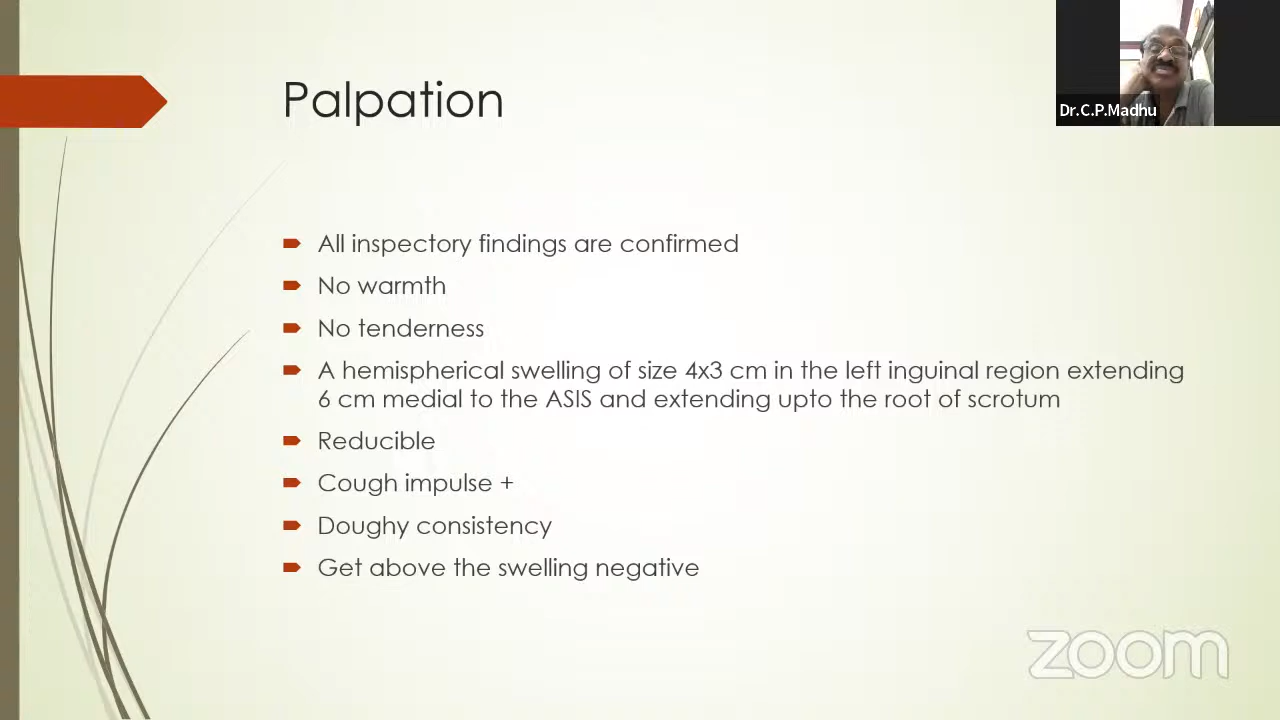 Palpation
Dr.C.P.Madhu
All inspectory findings are confirmed
No warmth
No tenderness
A hemispherical swelling of size 4x3 cm in the left inguinal region extending
6 cm medial to the ASIS and extending upto the root of scrotum
Reducible
Cough impulse +
Doughy consistency
Get above the swelling negative
zoom